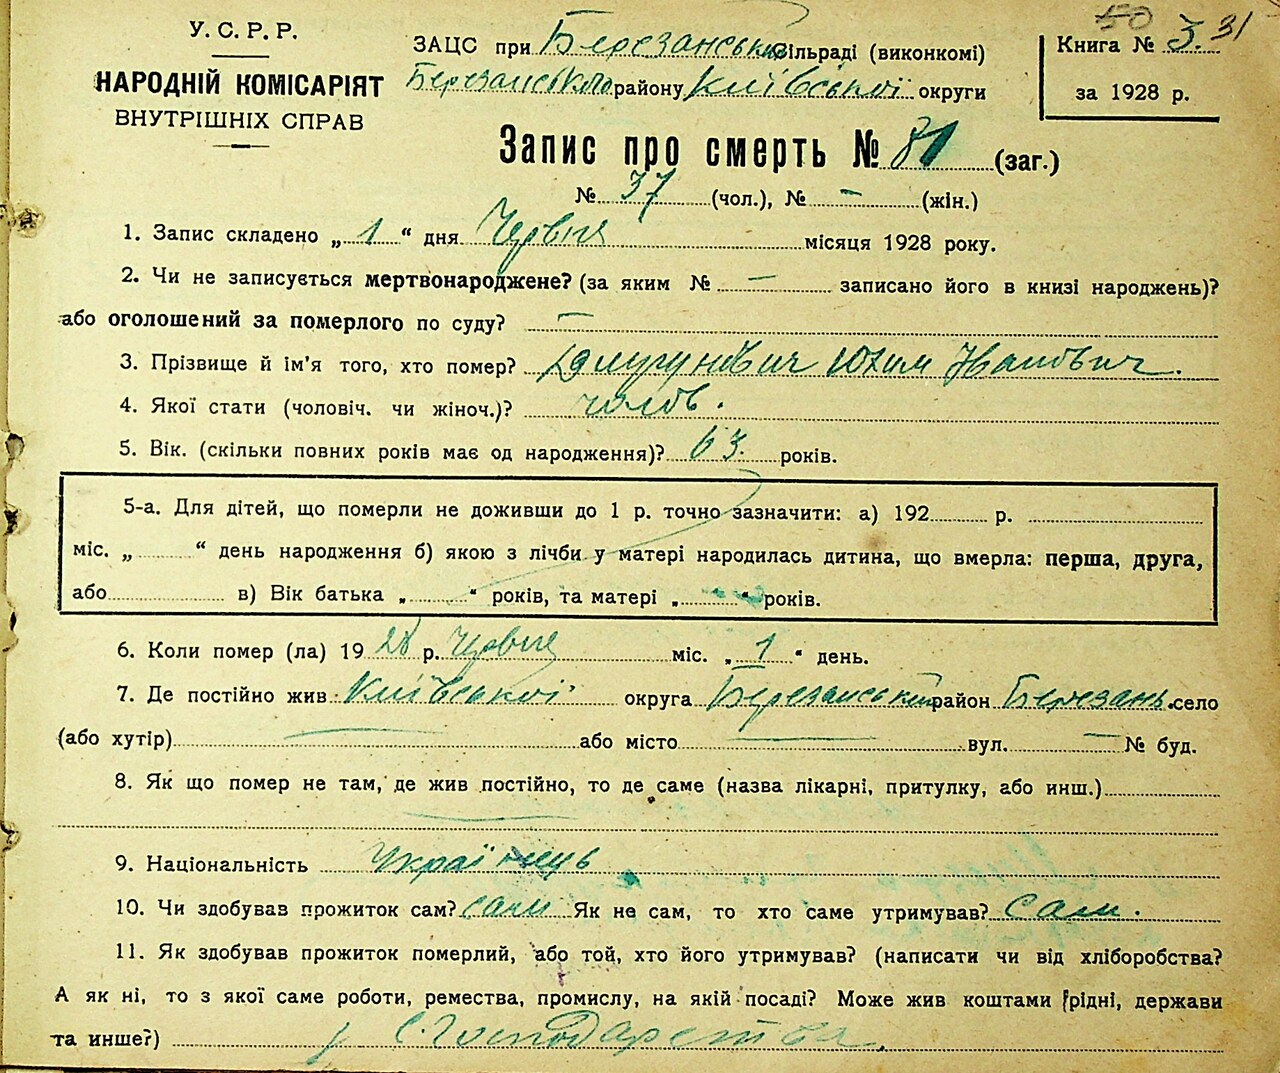 50 31
У. С. Р. Р.
НАРОДНІЙ КОМІСАРІЯТ
ВНУТРІШНІХ СПРАВ
ЗАЦС при Березанській сільраді (виконкомі)
Березанського району Київської округи
Книга № 3.
за 1928 р.
Запис про смерть № 81 (заг.)
№ 37 (чол.), № — (жін.)
1. Запис складено „ 1 “ дня Червня місяця 1928 року.
2. Чи не записується мертвонароджене? (за яким № — записано його в книзі народжень)?
або оголошений за померлого по суду? —
3. Прізвище й ім'я того, хто помер? Юхим Иванович.
4. Якої стати (чоловіч. чи жіноч.)? чолов.
5. Вік. (скільки повних років має од народження)? 63. років.
5-а. Для дітей, що померли не доживши до 1 р. точно зазначити: а) 192 р.
міс. „ “ день народження б) якою з лічби у матері народилась дитина, що вмерла: перша, друга,
або в) Вік батька „ “ років, та матері „ “ років.
6. Коли помер (ла) 19 28 р. Червня міс. „ 1 “ день.
7. Де постійно жив Київської округа Березанський район Березань село
(або хутір) — або місто — вул. — № буд.
8. Як що помер не там, де жив постійно, то де саме (назва лікарні, притулку, або инш.)
—
9. Національність Українець
10. Чи здобував прожиток сам? сам Як не сам, то хто саме утримував? сам.
11. Як здобував прожиток померлий, або той, хто його утримував? (написати чи від хліборобства?
А як ні, то з якої саме роботи, ремества, промислу, на якій посаді? Може жив коштами рідні, держави
та инше?) у с. господарстві.